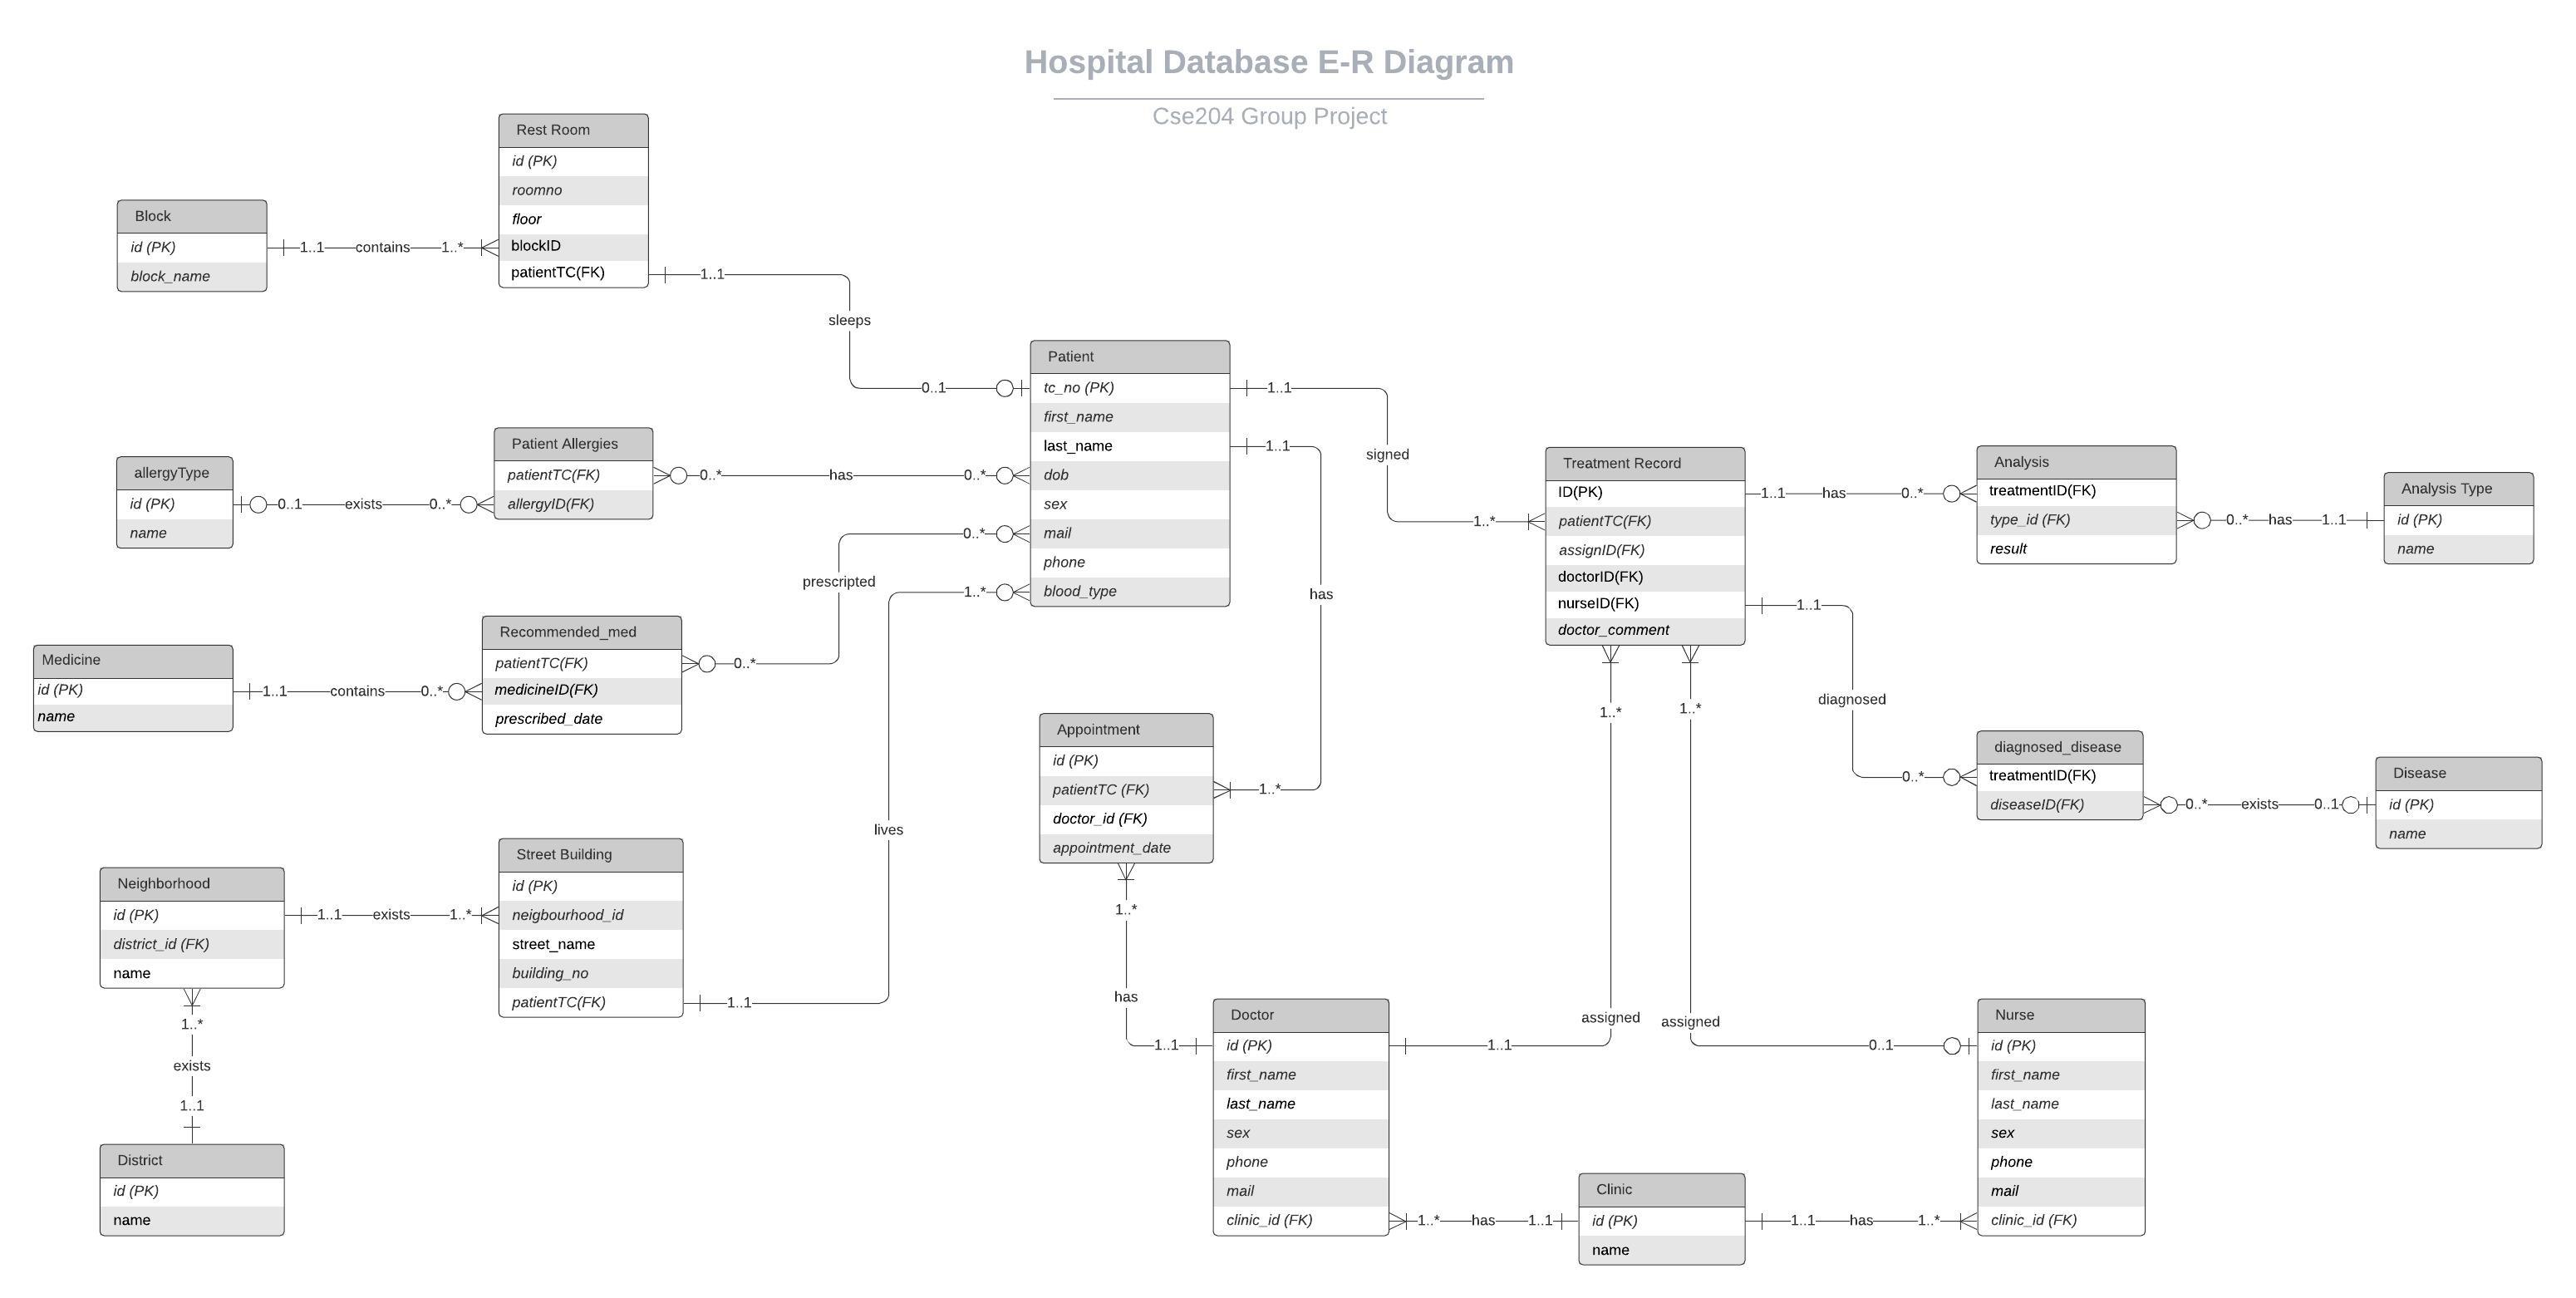 Hospital Database E-R Diagram
Cse204 Group Project
Rest Room
id (PK)
roomno
floor
blockID
patientTC(FK)
Block
id (PK)
block_name
1..1
contains
1..*
1..1
sleeps
0..1
Patient
tc_no (PK)
first_name
last_name
dob
sex
mail
phone
blood_type
allergyType
id (PK)
name
0..1
exists
0..*
Patient Allergies
patientTC(FK)
allergyID(FK)
0..*
has
0..*
Medicine
id (PK)
name
1..1
contains
0..*
Recommended_med
patientTC(FK)
medicineID(FK)
prescribed_date
0..*
prescripted
0..*
Neighborhood
id (PK)
district_id (FK)
name
1..1
exists
1..*
Street Building
id (PK)
neigbourhood_id
street_name
building_no
patientTC(FK)
1..1
lives
1..*
1..*
exists
1..1
District
id (PK)
name
1..1
signed
1..*
1..1
has
1..*
Appointment
id (PK)
patientTC (FK)
doctor_id (FK)
appointment_date
1..*
has
1..1
Treatment Record
ID(PK)
patientTC(FK)
assignID(FK)
doctorID(FK)
nurseID(FK)
doctor_comment
1..1
has
0..*
Analysis
treatmentID(FK)
type_id (FK)
result
0..*
has
1..1
Analysis Type
id (PK)
name
1..1
diagnosed
0..*
diagnosed_disease
treatmentID(FK)
diseaseID(FK)
0..*
exists
0..1
Disease
id (PK)
name
1..*
assigned
1..1
1..*
assigned
0..1
Doctor
id (PK)
first_name
last_name
sex
phone
mail
clinic_id (FK)
1..*
has
1..1
Clinic
id (PK)
name
1..1
has
1..*
Nurse
id (PK)
first_name
last_name
sex
phone
mail
clinic_id (FK)